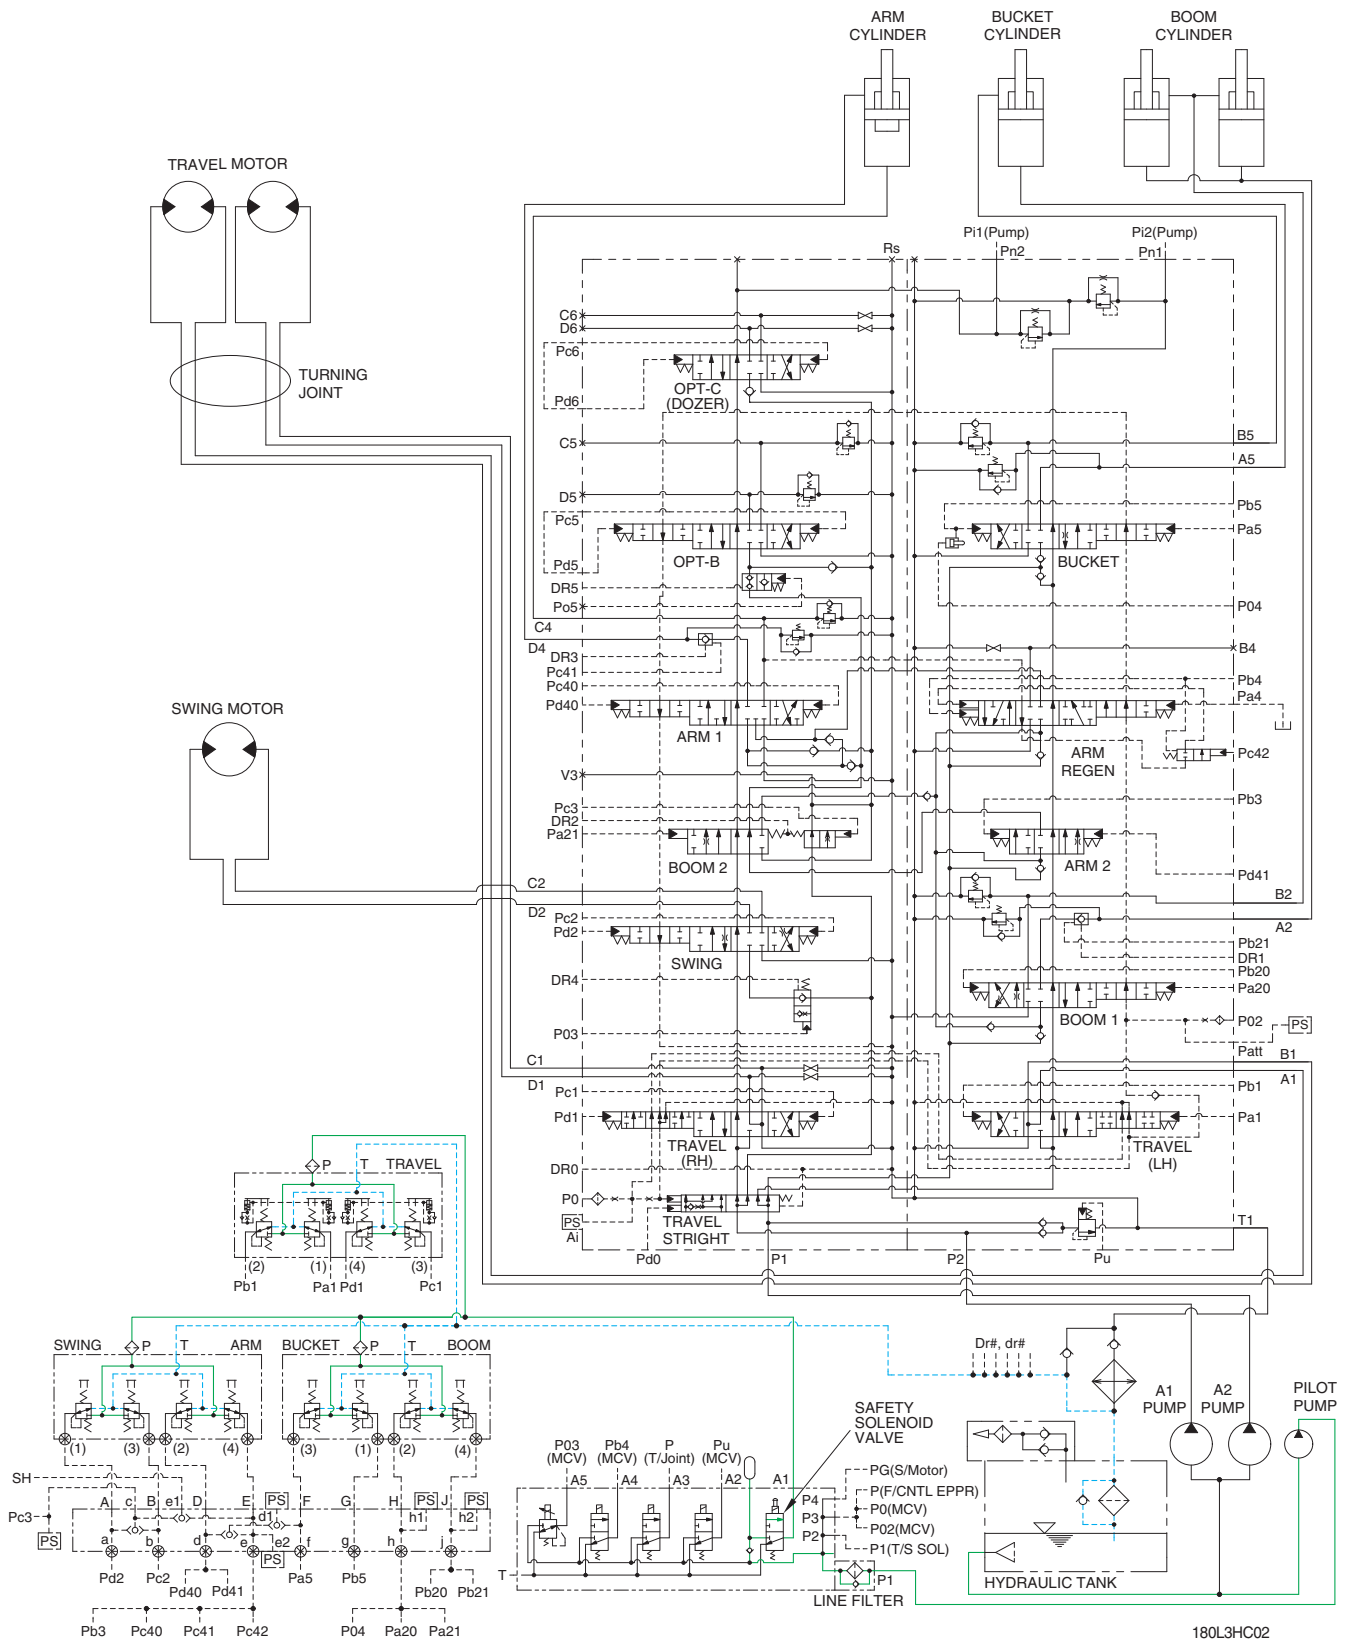 ARM
CYLINDER
BUCKET
CYLINDER
BOOM
CYLINDER
TRAVEL MOTOR
TURNING
JOINT
SWING MOTOR
Pi1(Pump)
Pn2
Pi2(Pump)
Pn1
Rs
C6
D6
Pc6
Pd6
OPT-C
(DOZER)
C5
D5
Pc5
Pd5
OPT-B
DR5
Po5
C4
D4
DR3
Pc41
Pc40
Pd40
ARM 1
V3
Pc3
DR2
Pa21
BOOM 2
C2
D2
Pc2
Pd2
SWING
DR4
P03
C1
D1
Pc1
Pd1
TRAVEL
(RH)
DR0
P0
PS
Ai
TRAVEL
STRIGHT
Pd0
P1
P2
Pu
B5
A5
Pb5
Pa5
BUCKET
P04
B4
Pb4
Pa4
ARM
REGEN
Pc42
Pb3
ARM 2
Pd41
B2
A2
Pb21
DR1
Pb20
Pa20
BOOM 1
P02
PS
Patt
B1
A1
Pb1
Pa1
TRAVEL
(LH)
T1
P
T
TRAVEL
(2)
(1)
(4)
(3)
Pb1
Pa1
Pd1
Pc1
SWING
P
T
ARM
BUCKET
P
T
BOOM
(1)
(3)
(2)
(4)
(3)
(1)
(2)
(4)
SH
Pc3
PS
A
c
B
e1
D
E
PS
d1
F
G
H
PS
h1
J
PS
h2
a
b
d
e
e2
PS
f
g
h
j
Pd2
Pc2
Pd40
Pd41
Pa5
Pb5
Pb20
Pb21
Pb3
Pc40
Pc41
Pc42
P04
Pa20
Pa21
P03
(MCV)
A5
Pb4
(MCV)
A4
P
(T/Joint)
A3
Pu
(MCV)
A2
A1
SAFETY
SOLENOID
VALVE
T
P4
P3
P2
PG(S/Motor)
P(F/CNTL EPPR)
P0(MCV)
P02(MCV)
P1(T/S SOL)
P1
LINE FILTER
Dr#, dr#
A1
PUMP
A2
PUMP
PILOT
PUMP
HYDRAULIC TANK
180L3HC02